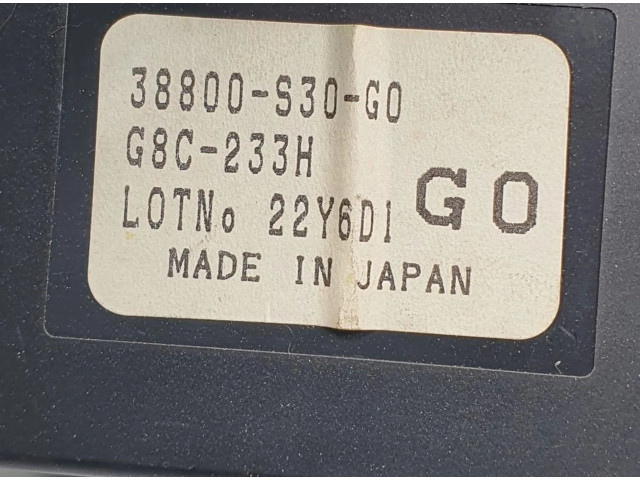 38800-S30-G0
G8C-233H
LOTNo 22Y6D1
G0
MADE IN JAPAN